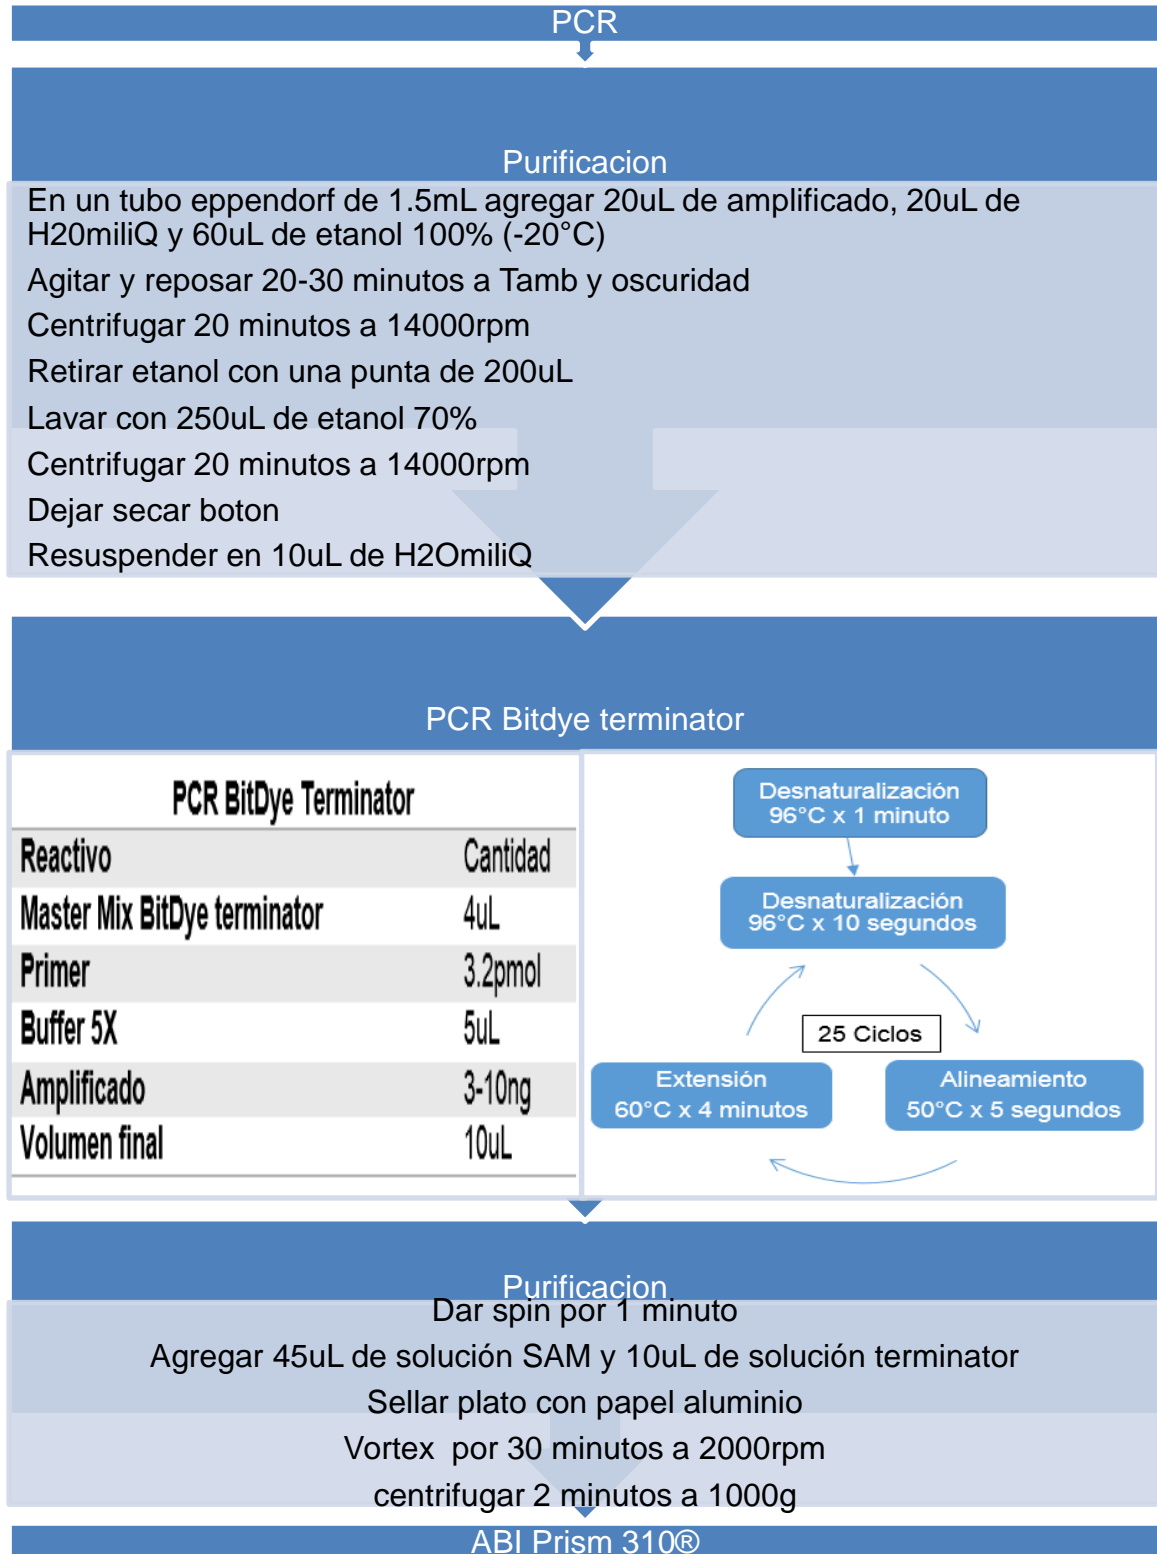 PCR
Purificacion
En un tubo eppendorf de 1.5mL agregar 20uL de amplificado, 20uL de
H20miliQ y 60uL de etanol 100% (-20°C)
Agitar y reposar 20-30 minutos a Tamb y oscuridad
Centrifugar 20 minutos a 14000rpm
Retirar etanol con una punta de 200uL
Lavar con 250uL de etanol 70%
Centrifugar 20 minutos a 14000rpm
Dejar secar boton
Resuspender en 10uL de H2OmiliQ
PCR Bitdye terminator
PCR BitDye Terminator
Reactivo Cantidad
Master Mix BitDye terminator 4uL
Primer 3.2pmol
Buffer 5X 5uL
Amplificado 3-10ng
Volumen final 10uL
Desnaturalización
96°C x 1 minuto
Desnaturalización
96°C x 10 segundos
25 Ciclos
Extensión
60°C x 4 minutos
Alineamiento
50°C x 5 segundos
Purificacion
Dar spin por 1 minuto
Agregar 45uL de solución SAM y 10uL de solución terminator
Sellar plato con papel aluminio
Vortex por 30 minutos a 2000rpm
centrifugar 2 minutos a 1000g
ABI Prism 310®